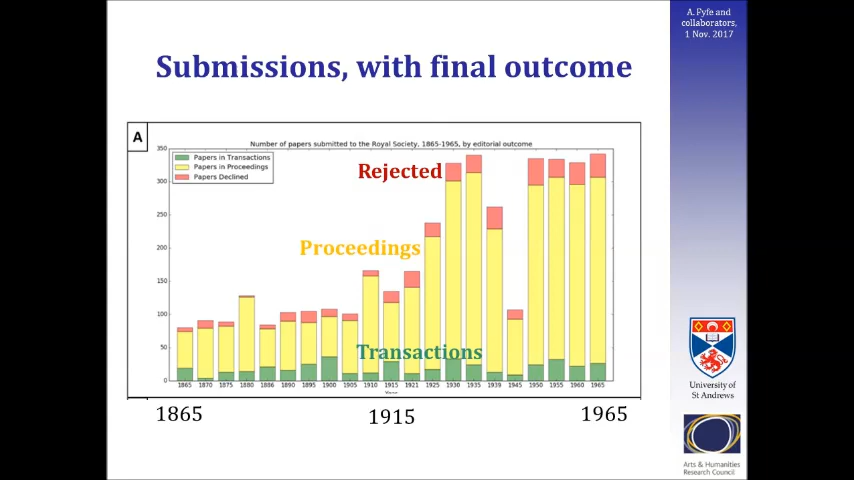 A. Fyfe and
collaborators,
1 Nov. 2017
Submissions, with final outcome
A
Number of papers submitted to the Royal Society, 1865-1965, by editorial outcome
Papers in Transactions
Papers in Proceedings
Papers Declined
Rejected
Proceedings
Transactions
350
300
250
200
150
100
50
0
1865 1870 1875 1880 1886 1890 1895 1900 1905 1910 1915 1921 1925 1930 1935 1939 1945 1950 1955 1960 1965
Year
1865 1915 1965
University of
St Andrews
Arts & Humanities
Research Council